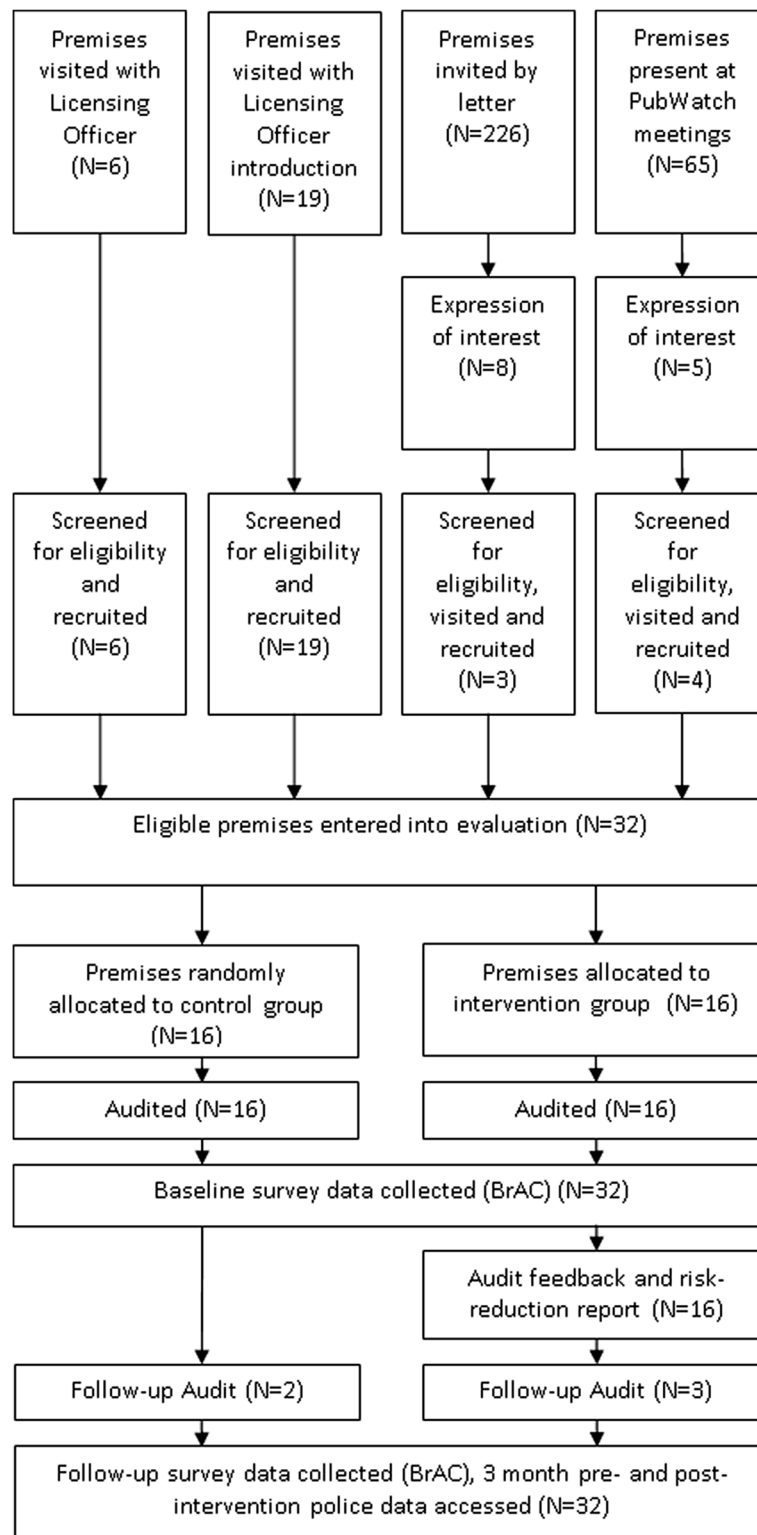 Premises
visited with
Licensing
Officer
(N=6)
Premises
visited with
Licensing
Officer
introduction
(N=19)
Premises
invited by
letter
(N=226)
Premises
present at
PubWatch
meetings
(N=65)
Expression
of interest
(N=8)
Expression
of interest
(N=5)
Screened
for eligibility
and
recruited
(N=6)
Screened
for eligibility
and
recruited
(N=19)
Screened
for
eligibility,
visited and
recruited
(N=3)
Screened
for
eligibility,
visited and
recruited
(N=4)
Eligible premises entered into evaluation (N=32)
Premises randomly
allocated to control group
(N=16)
Premises allocated to
intervention group (N=16)
Audited (N=16)
Audited (N=16)
Baseline survey data collected (BrAC) (N=32)
Audit feedback and risk-
reduction report (N=16)
Follow-up Audit (N=2)
Follow-up Audit (N=3)
Follow-up survey data collected (BrAC), 3 month pre- and post-
intervention police data accessed (N=32)